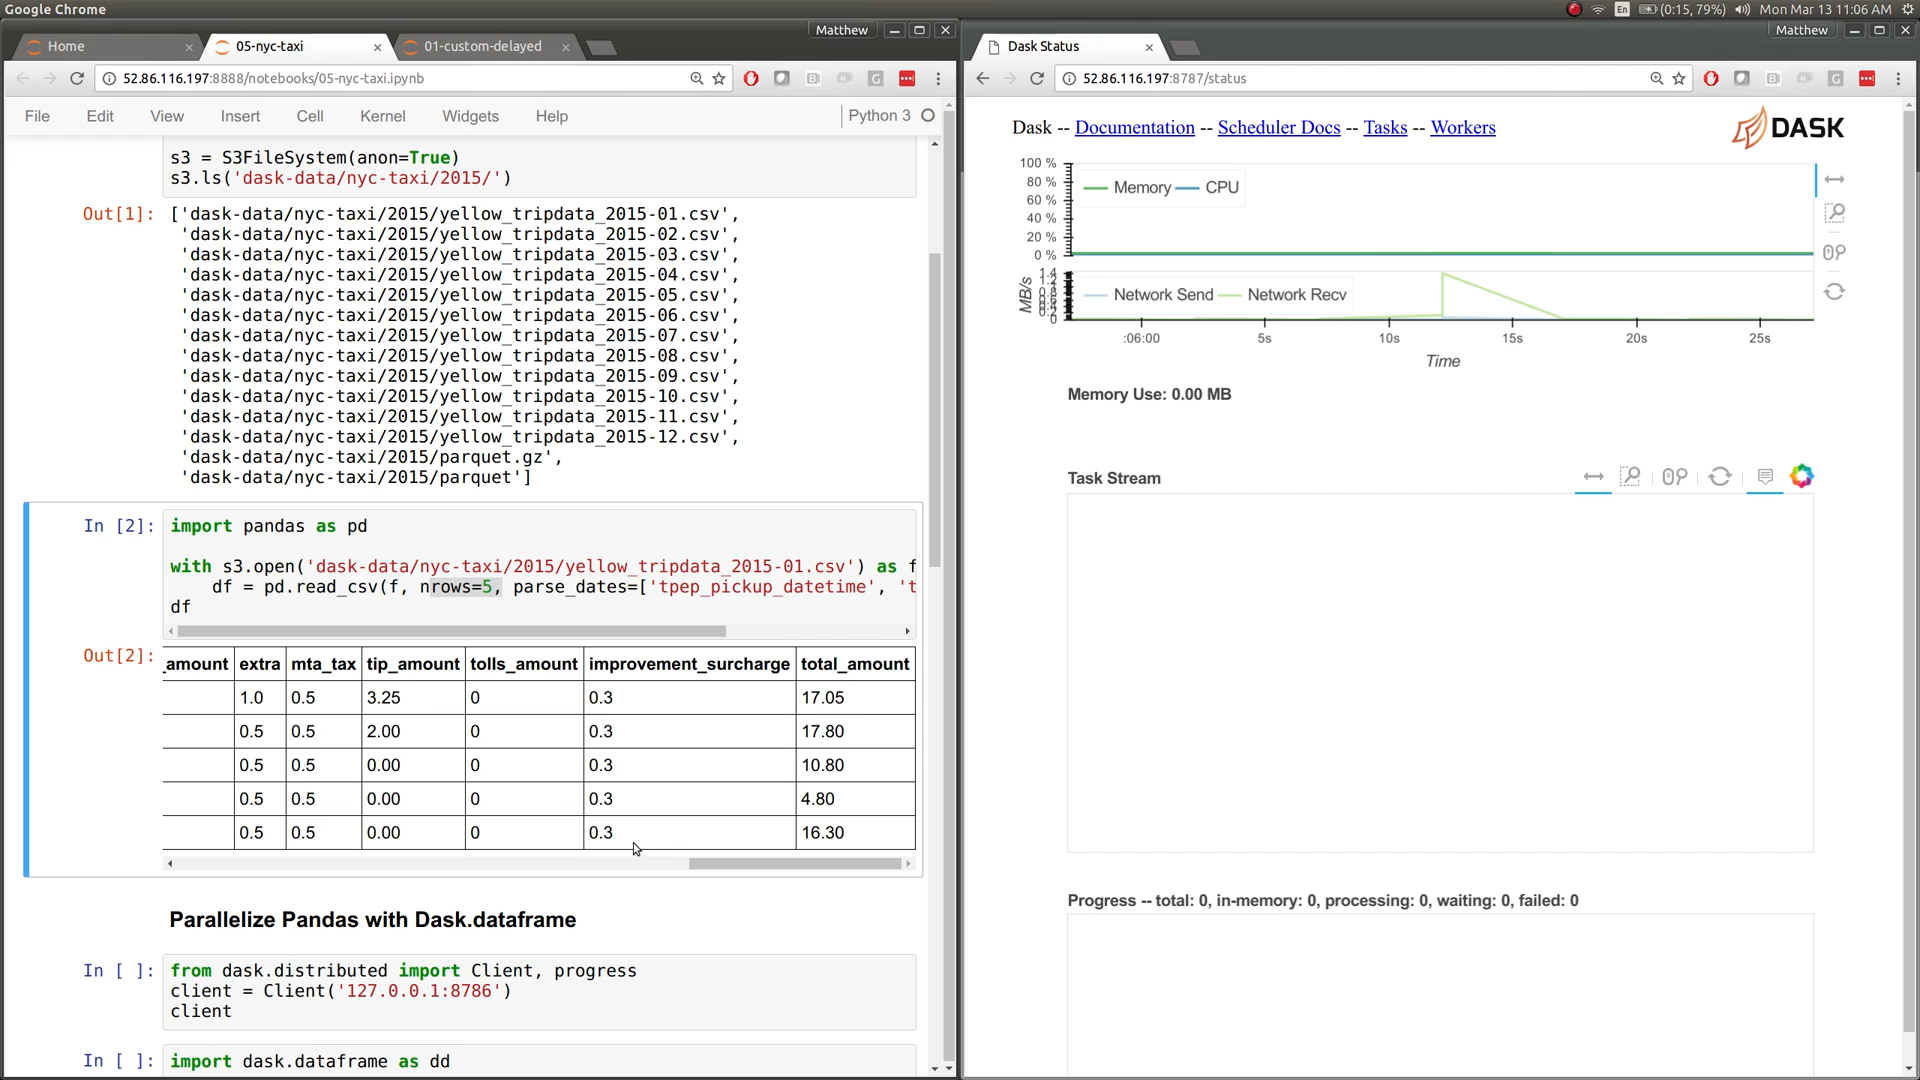 Google Chrome
En
(0:15, 79%)
Mon Mar 13 11:06 AM
Matthew
Home
05-nyc-taxi
01-custom-delayed
52.86.116.197:8888/notebooks/05-nyc-taxi.ipynb
File Edit View Insert Cell Kernel Widgets Help
Python 3
s3 = S3FileSystem(anon=True)
s3.ls('dask-data/nyc-taxi/2015/')
Out[1]: ['dask-data/nyc-taxi/2015/yellow_tripdata_2015-01.csv',
'dask-data/nyc-taxi/2015/yellow_tripdata_2015-02.csv',
'dask-data/nyc-taxi/2015/yellow_tripdata_2015-03.csv',
'dask-data/nyc-taxi/2015/yellow_tripdata_2015-04.csv',
'dask-data/nyc-taxi/2015/yellow_tripdata_2015-05.csv',
'dask-data/nyc-taxi/2015/yellow_tripdata_2015-06.csv',
'dask-data/nyc-taxi/2015/yellow_tripdata_2015-07.csv',
'dask-data/nyc-taxi/2015/yellow_tripdata_2015-08.csv',
'dask-data/nyc-taxi/2015/yellow_tripdata_2015-09.csv',
'dask-data/nyc-taxi/2015/yellow_tripdata_2015-10.csv',
'dask-data/nyc-taxi/2015/yellow_tripdata_2015-11.csv',
'dask-data/nyc-taxi/2015/yellow_tripdata_2015-12.csv',
'dask-data/nyc-taxi/2015/parquet.gz',
'dask-data/nyc-taxi/2015/parquet']
In [2]: import pandas as pd
with s3.open('dask-data/nyc-taxi/2015/yellow_tripdata_2015-01.csv') as f
df = pd.read_csv(f, nrows=5, parse_dates=['tpep_pickup_datetime', 't
df
Out[2]:
_amount extra mta_tax tip_amount tolls_amount improvement_surcharge total_amount
1.0 0.5 3.25 0 0.3 17.05
0.5 0.5 2.00 0 0.3 17.80
0.5 0.5 0.00 0 0.3 10.80
0.5 0.5 0.00 0 0.3 4.80
0.5 0.5 0.00 0 0.3 16.30
Parallelize Pandas with Dask.dataframe
In [ ]: from dask.distributed import Client, progress
client = Client('127.0.0.1:8786')
client
In [ ]: import dask.dataframe as dd
Matthew
Dask Status
52.86.116.197:8787/status
Dask -- Documentation -- Scheduler Docs -- Tasks -- Workers
DASK
100 %
80 %
60 %
40 %
20 %
0 %
Memory CPU
MB/s
1.4
1.2
0.8
0.6
0.4
0.2
0
Network Send Network Recv
:06:00 5s 10s 15s 20s 25s
Time
Memory Use: 0.00 MB
Task Stream
Progress -- total: 0, in-memory: 0, processing: 0, waiting: 0, failed: 0